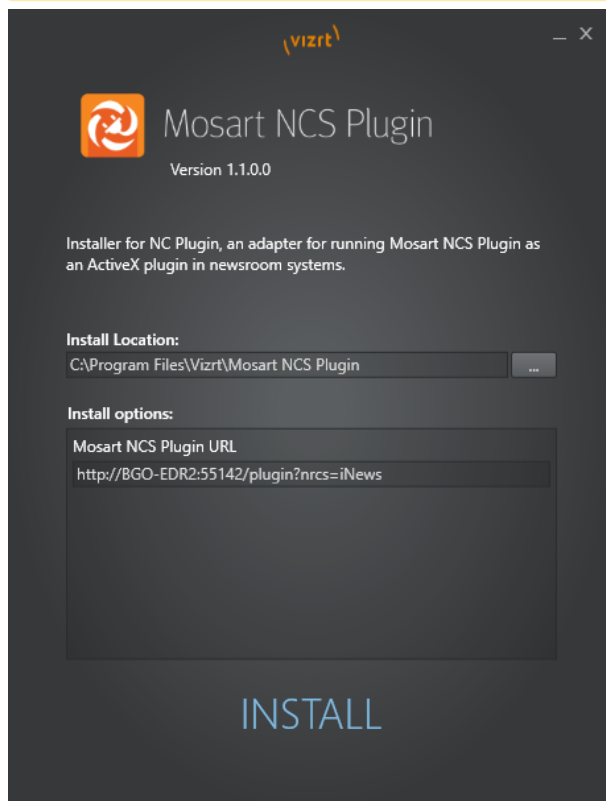 vizrt
Mosart NCS Plugin
Version 1.1.0.0
Installer for NC Plugin, an adapter for running Mosart NCS Plugin as
an ActiveX plugin in newsroom systems.
Install Location:
C:\Program Files\Vizrt\Mosart NCS Plugin
...
Install options:
Mosart NCS Plugin URL
http://BGO-EDR2:55142/plugin?nrcs=iNews
INSTALL